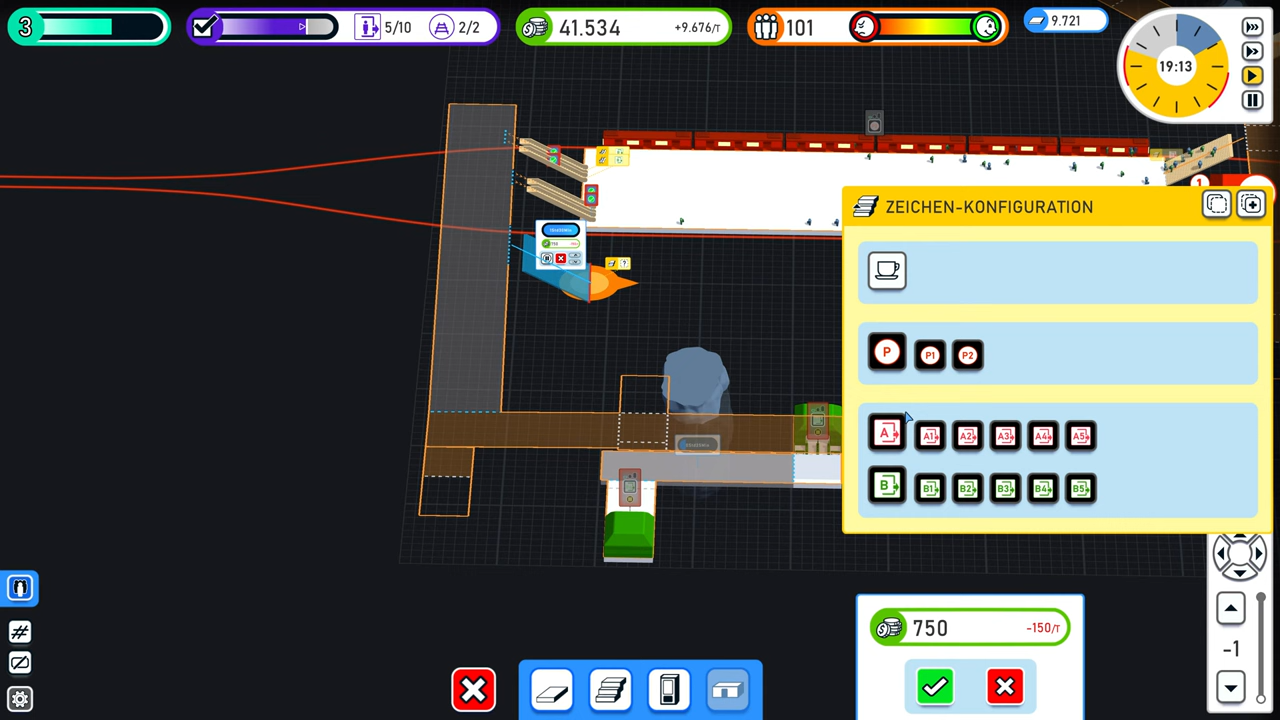 3
5/10
2/2
41.534
+9.676/T
101
9.721
19:13
1
ZEICHEN-KONFIGURATION
P
P1
P2
A
A1
A2
A3
A4
A5
B
B1
B2
B3
B4
B5
750
-150/T
-1